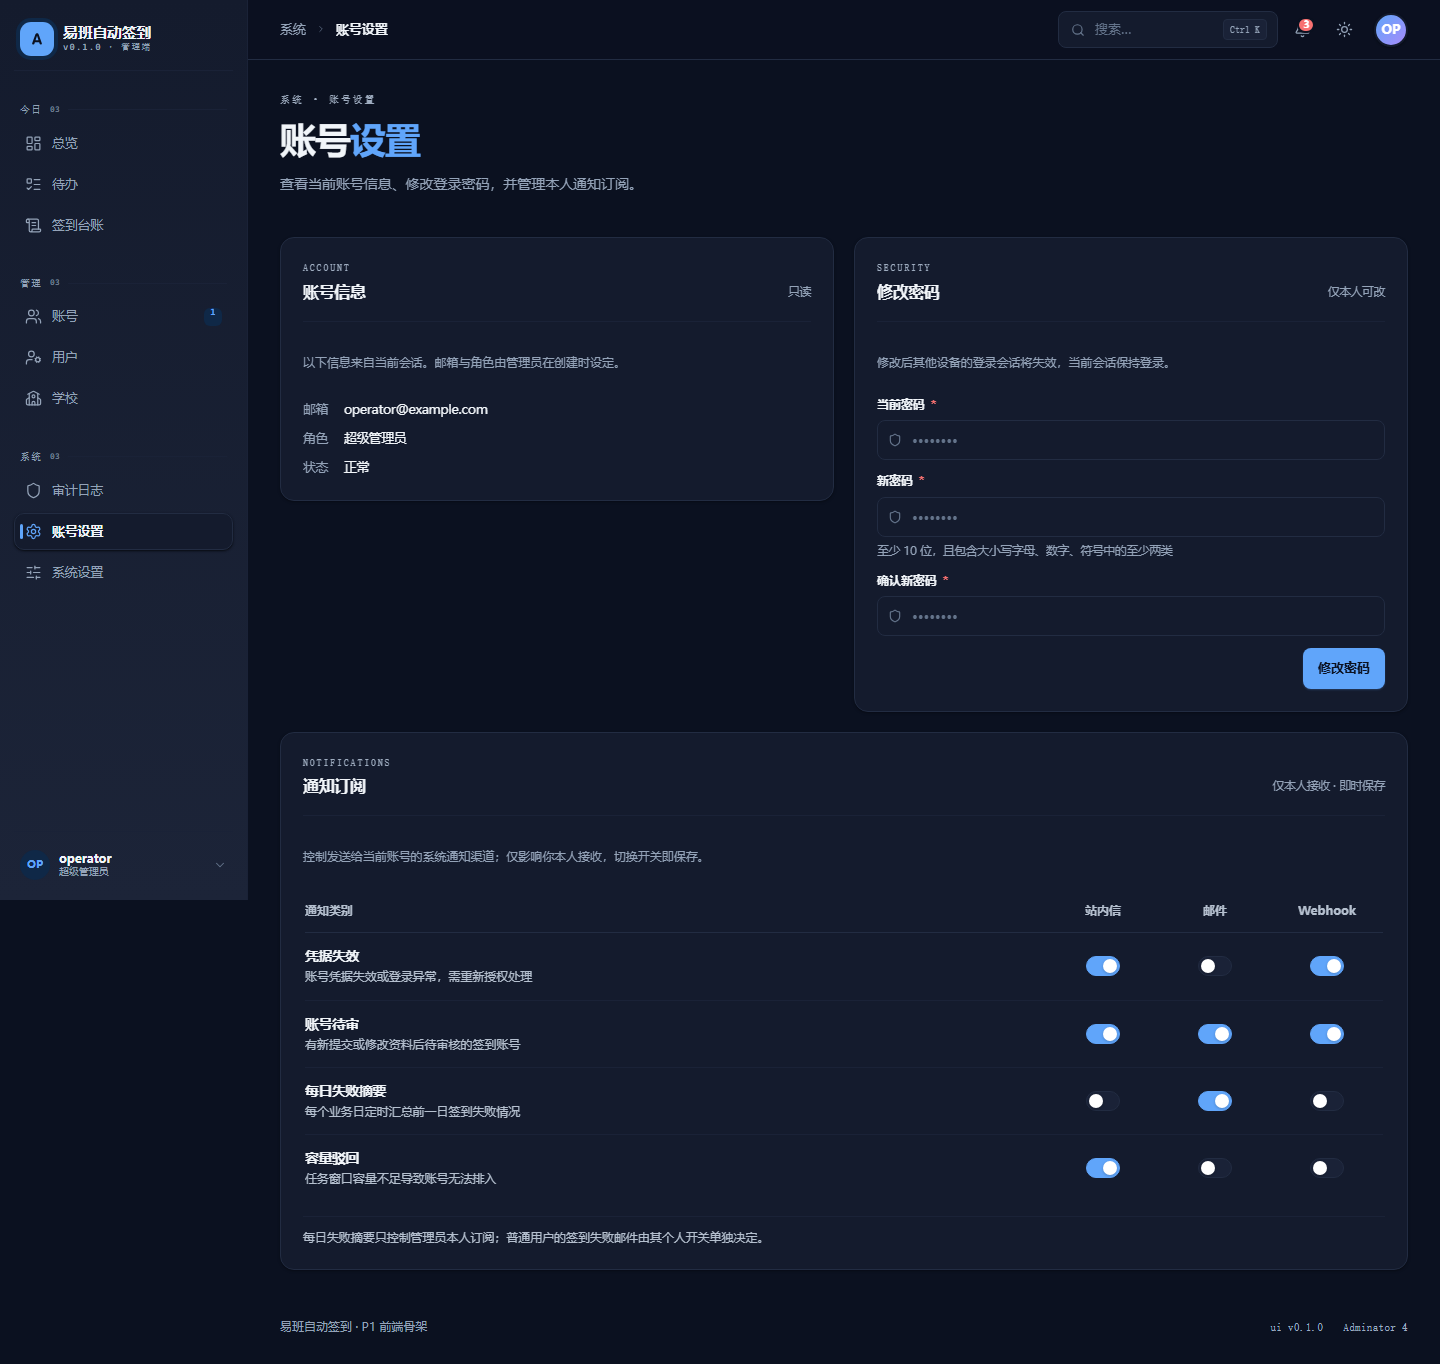 A
易班自动签到
v0.1.0 · 管理端
今日 03
总览
待办
签到台账
管理 03
账号 1
用户
学校
系统 03
审计日志
账号设置
系统设置
OP
operator
超级管理员
系统 › 账号设置
搜索... Ctrl K
3
OP
系统 · 账号设置
账号设置
查看当前账号信息、修改登录密码，并管理本人通知订阅。
ACCOUNT
账号信息 只读
以下信息来自当前会话。邮箱与角色由管理员在创建时设定。
邮箱 operator@example.com
角色 超级管理员
状态 正常
SECURITY
修改密码 仅本人可改
修改后其他设备的登录会话将失效，当前会话保持登录。
当前密码 *
••••••••
新密码 *
••••••••
至少 10 位，且包含大小写字母、数字、符号中的至少两类
确认新密码 *
••••••••
修改密码
NOTIFICATIONS
通知订阅 仅本人接收 · 即时保存
控制发送给当前账号的系统通知渠道；仅影响你本人接收，切换开关即保存。
通知类别 站内信 邮件 Webhook
凭据失效
账号凭据失效或登录异常，需重新授权处理
账号待审
有新提交或修改资料后待审核的签到账号
每日失败摘要
每个业务日定时汇总前一日签到失败情况
容量驳回
任务窗口容量不足导致账号无法排入
每日失败摘要只控制管理员本人订阅；普通用户的签到失败邮件由其个人开关单独决定。
易班自动签到 · P1 前端骨架
ui v0.1.0 Adminator 4